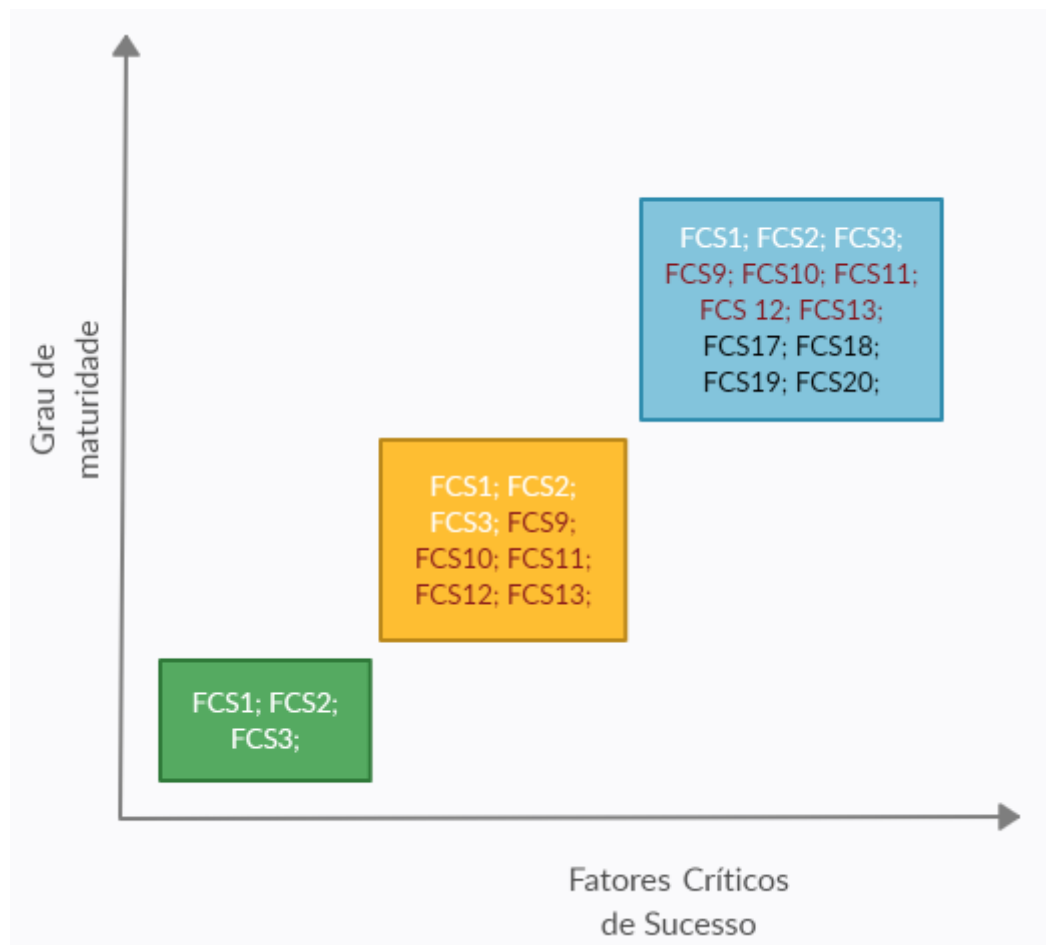 Grau de
maturidade
FCS1; FCS2; FCS3;
FCS9; FCS10; FCS11;
FCS 12; FCS13;
FCS17; FCS18;
FCS19; FCS20;
FCS1; FCS2;
FCS3; FCS9;
FCS10; FCS11;
FCS12; FCS13;
FCS1; FCS2;
FCS3;
Fatores Críticos
de Sucesso